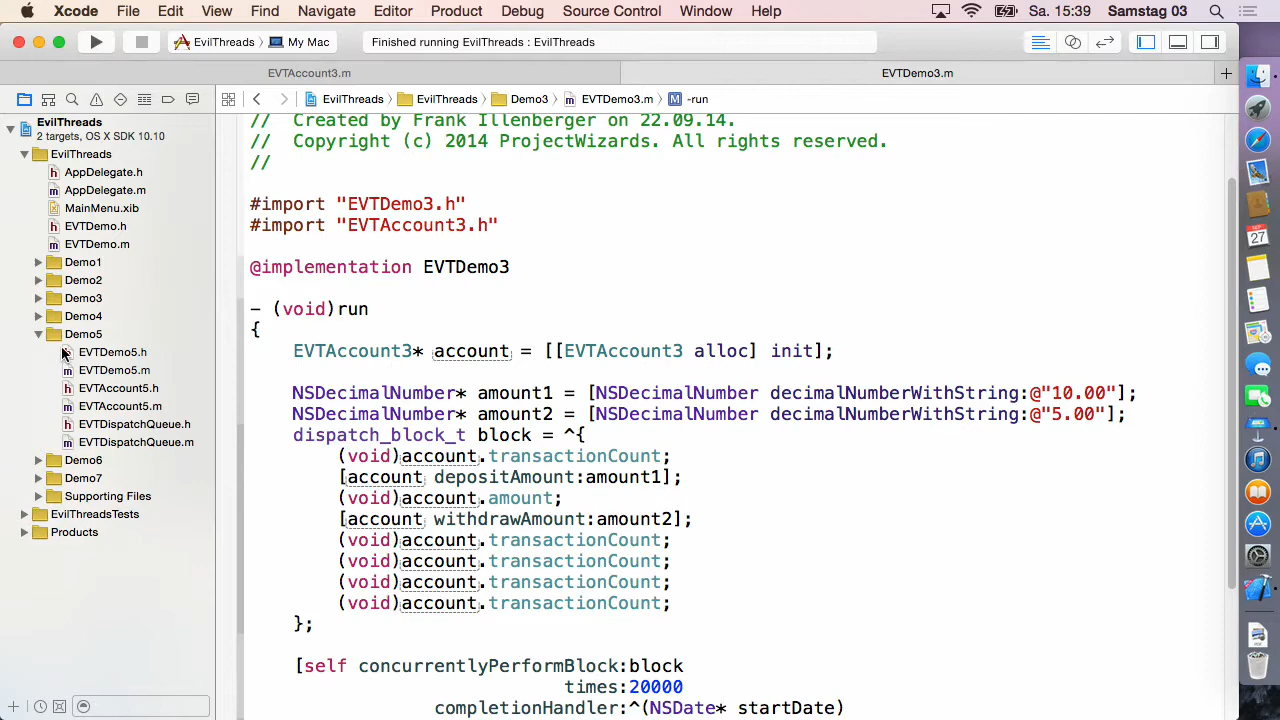 Xcode File Edit View Find Navigate Editor Product Debug Source Control Window Help Sa. 15:39 Samstag 03
EvilThreads My Mac Finished running EvilThreads : EvilThreads
EVTAccount3.m EVTDemo3.m
EvilThreads EvilThreads Demo3 EVTDemo3.m M -run
EvilThreads
2 targets, OS X SDK 10.10
EvilThreads
h AppDelegate.h
m AppDelegate.m
MainMenu.xib
h EVTDemo.h
m EVTDemo.m
Demo1
Demo2
Demo3
Demo4
Demo5
EVTDemo5.h
m EVTDemo5.m
h EVTAccount5.h
m EVTAccount5.m
h EVTDispatchQueue.h
m EVTDispatchQueue.m
Demo6
Demo7
Supporting Files
EvilThreadsTests
Products
// Created by Frank Illenberger on 22.09.14.
// Copyright (c) 2014 ProjectWizards. All rights reserved.
//
#import "EVTDemo3.h"
#import "EVTAccount3.h"
@implementation EVTDemo3
- (void)run
{
EVTAccount3* account = [[EVTAccount3 alloc] init];
NSDecimalNumber* amount1 = [NSDecimalNumber decimalNumberWithString:@"10.00"];
NSDecimalNumber* amount2 = [NSDecimalNumber decimalNumberWithString:@"5.00"];
dispatch_block_t block = ^{
(void)account.transactionCount;
[account depositAmount:amount1];
(void)account.amount;
[account withdrawAmount:amount2];
(void)account.transactionCount;
(void)account.transactionCount;
(void)account.transactionCount;
(void)account.transactionCount;
};
[self concurrentlyPerformBlock:block
times:20000
completionHandler:^(NSDate* startDate)
SEP
27